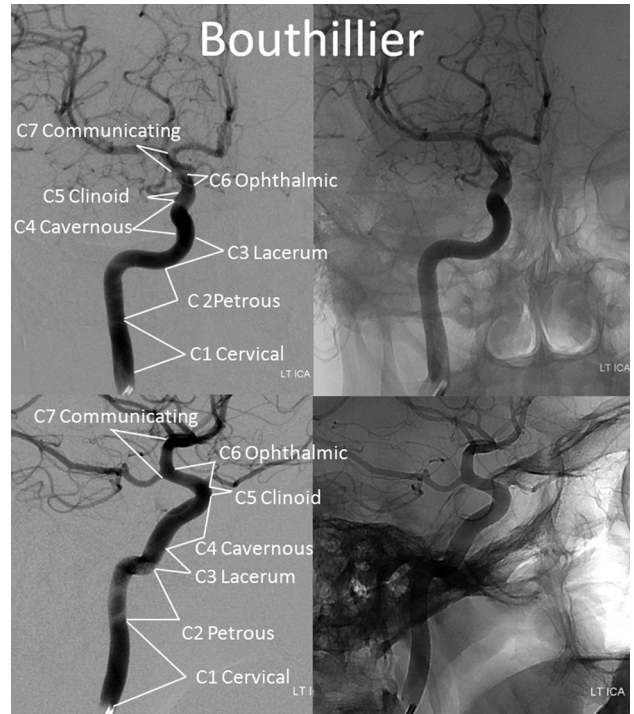 Bouthillier
C7 Communicating
C6 Ophthalmic
C5 Clinoid
C4 Cavernous
C3 Lacerum
C 2Petrous
C1 Cervical
LT ICA
LT ICA
C7 Communicating
C6 Ophthalmic
C5 Clinoid
C4 Cavernous
C3 Lacerum
C2 Petrous
C1 Cervical
LT I
LT ICA